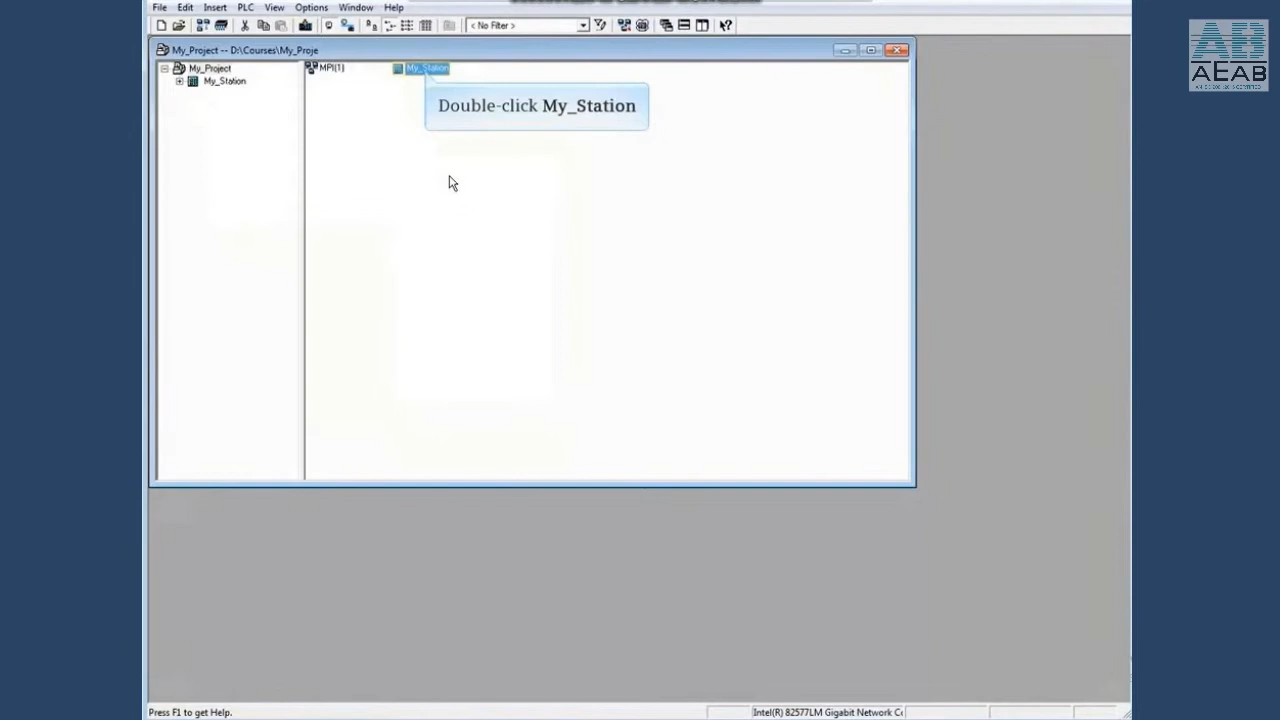 File Edit Insert PLC View Options Window Help
< No Filter >
My_Project -- D:\Courses\My_Proje
My_Project
My_Station
MPI(1) My_Station
Double-click My_Station
AEAB
Press F1 to get Help.
Intel(R) 82577LM Gigabit Network Cc